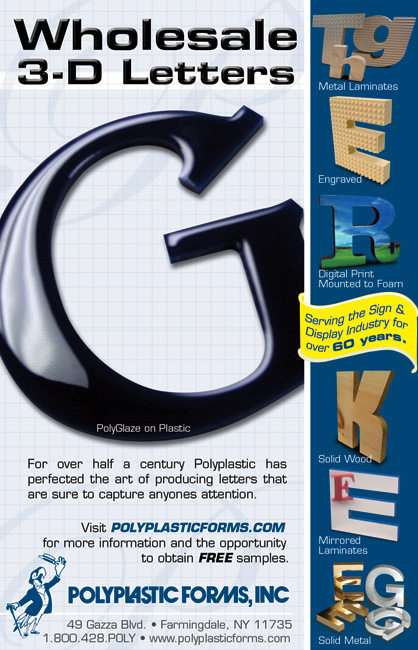 Wholesale
3-D Letters
G
PolyGlaze on Plastic
For over half a century Polyplastic has
perfected the art of producing letters that
are sure to capture anyones attention.
Visit POLYPLASTICFORMS.COM
for more information and the opportunity
to obtain FREE samples.
POLYPLASTIC FORMS, INC
49 Gazza Blvd. • Farmingdale, NY 11735
1.800.428.POLY • www.polyplasticforms.com
T h g
Metal Laminates
E
Engraved
R
Digital Print
Mounted to Foam
Serving the Sign &
Display Industry for
over 60 years.
K
Solid Wood
E
Mirrored
Laminates
E G
Solid Metal